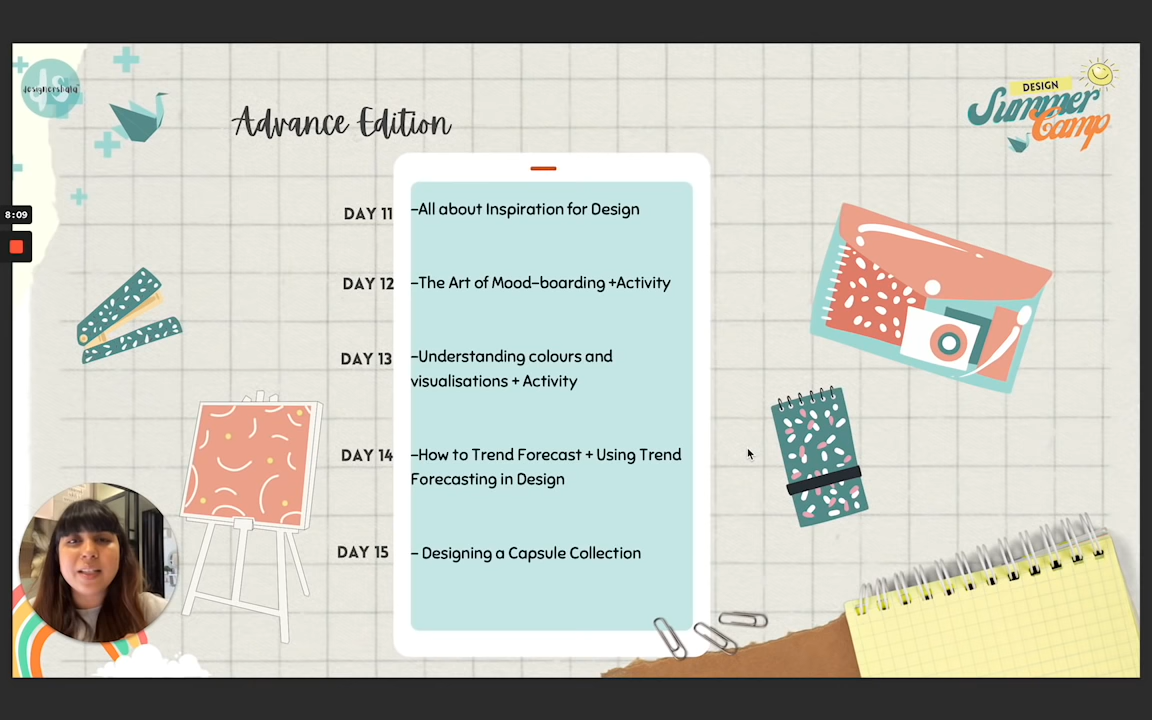 designershala
DESIGN
Summer
Camp
Advance Edition
8:09
DAY 11
-All about Inspiration for Design
DAY 12
-The Art of Mood-boarding +Activity
DAY 13
-Understanding colours and
visualisations + Activity
DAY 14
-How to Trend Forecast + Using Trend
Forecasting in Design
DAY 15
- Designing a Capsule Collection